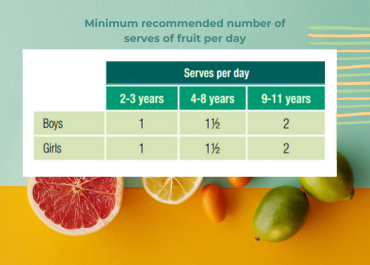 Minimum recommended number of
serves of fruit per day
Serves per day
2-3 years 4-8 years 9-11 years
Boys 1 1½ 2
Girls 1 1½ 2